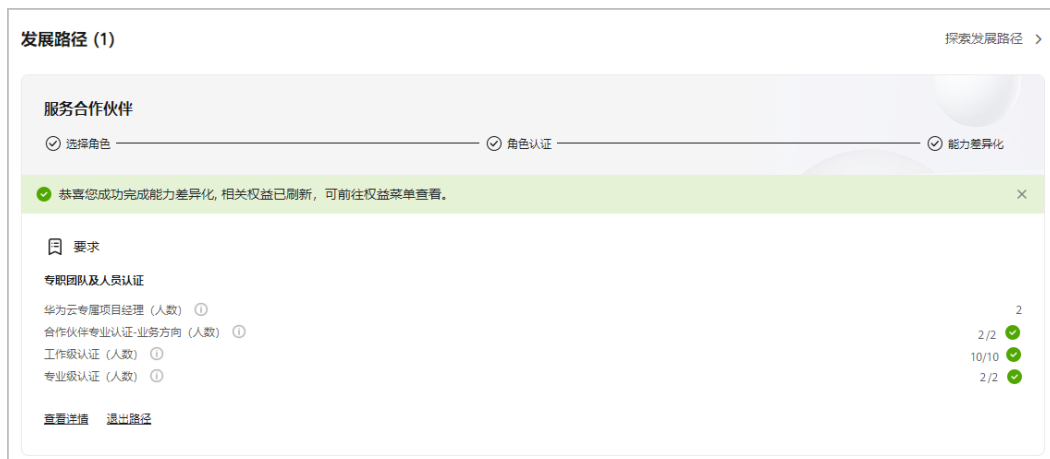 发展路径 (1)
探索发展路径
服务合作伙伴
选择角色
角色认证
能力差异化
恭喜您成功完成能力差异化, 相关权益已刷新，可前往权益菜单查看。
要求
专职团队及人员认证
华为云专属项目经理（人数） 2
合作伙伴专业认证-业务方向（人数） 2/2
工作级认证（人数） 10/10
专业级认证（人数） 2/2
查看详情 退出路径